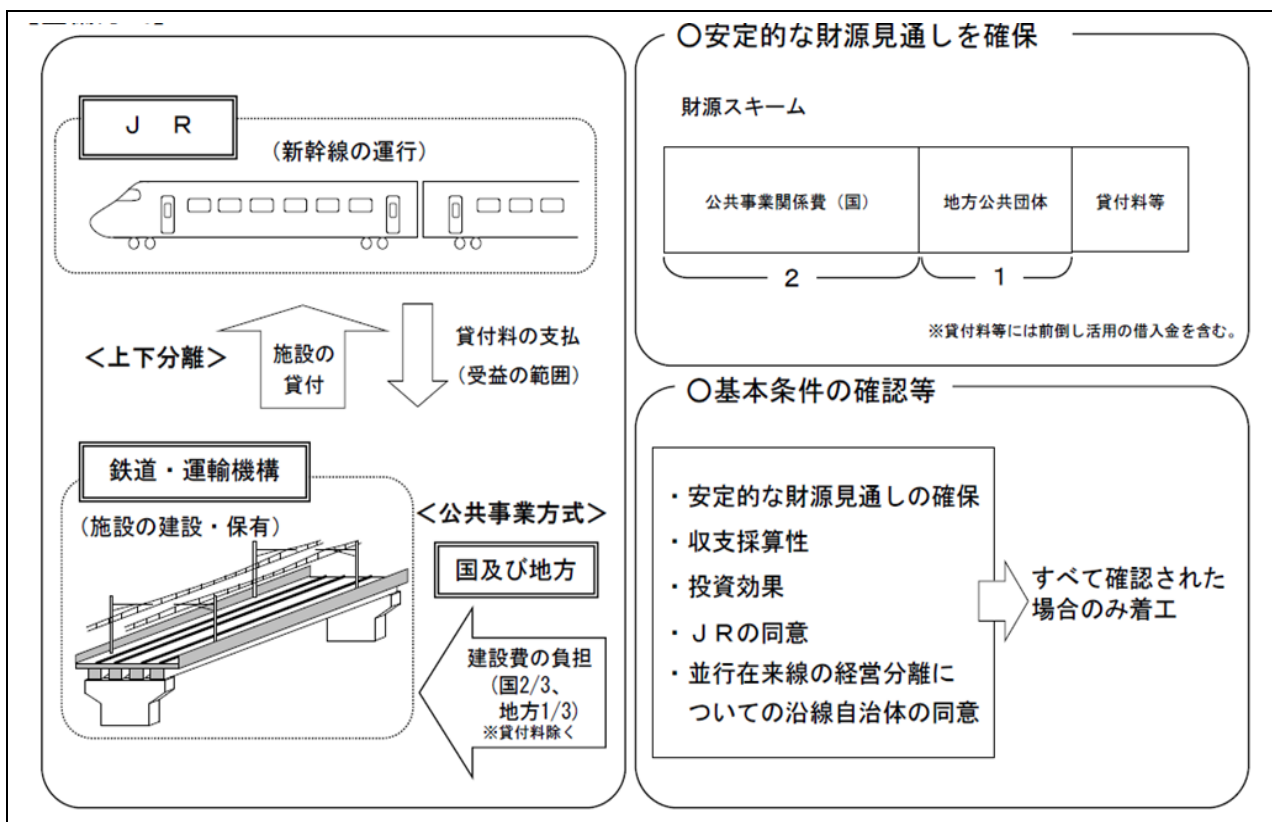 JR
(新幹線の運行)
<上下分離>
施設の
貸付
貸付料の支払
(受益の範囲)
鉄道・運輸機構
(施設の建設・保有)
<公共事業方式>
国及び地方
建設費の負担
(国2/3、
地方1/3)
※貸付料除く
〇安定的な財源見通しを確保
財源スキーム
公共事業関係費(国)
地方公共団体
貸付料等
2
1
※貸付料等には前倒し活用の借入金を含む。
〇基本条件の確認等
・安定的な財源見通しの確保
・収支採算性
・投資効果
・JRの同意
・並行在来線の経営分離に
ついての沿線自治体の同意
すべて確認された
場合のみ着工